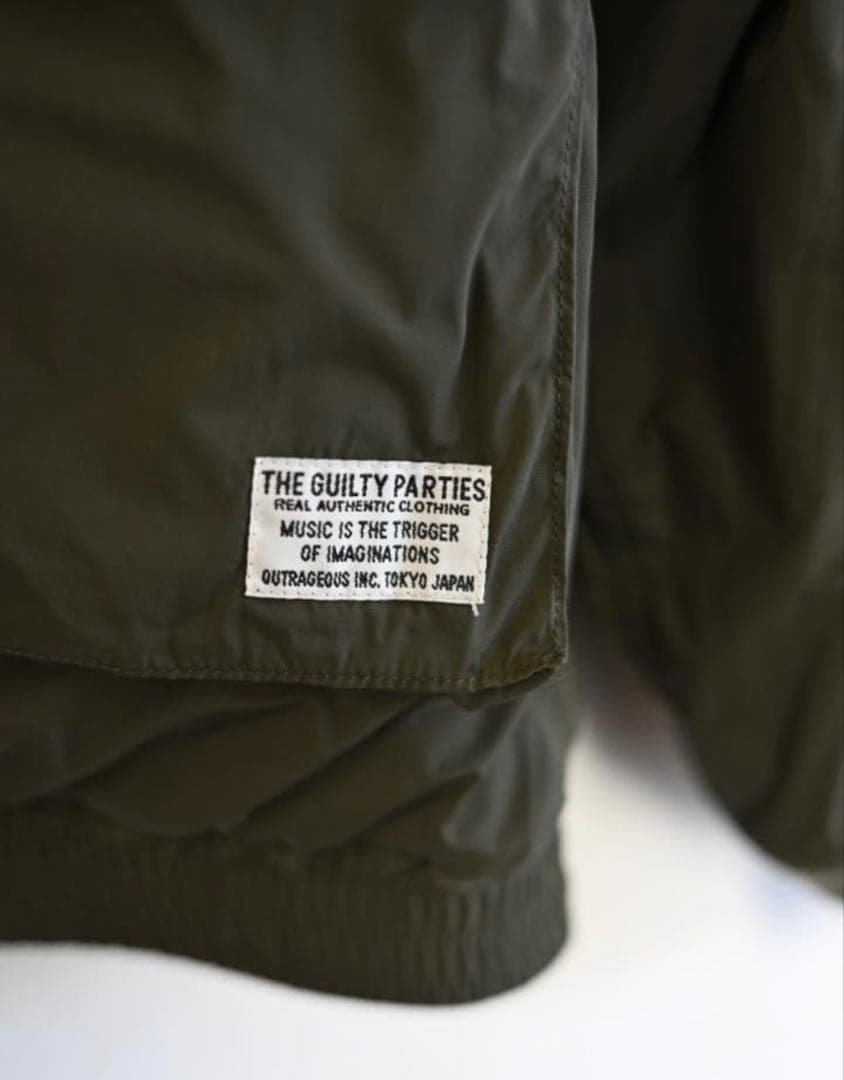 THE GUILTY PARTIES
REAL AUTHENTIC CLOTHING
MUSIC IS THE TRIGGER
OF IMAGINATIONS
OUTRAGEOUS INC. TOKYO JAPAN